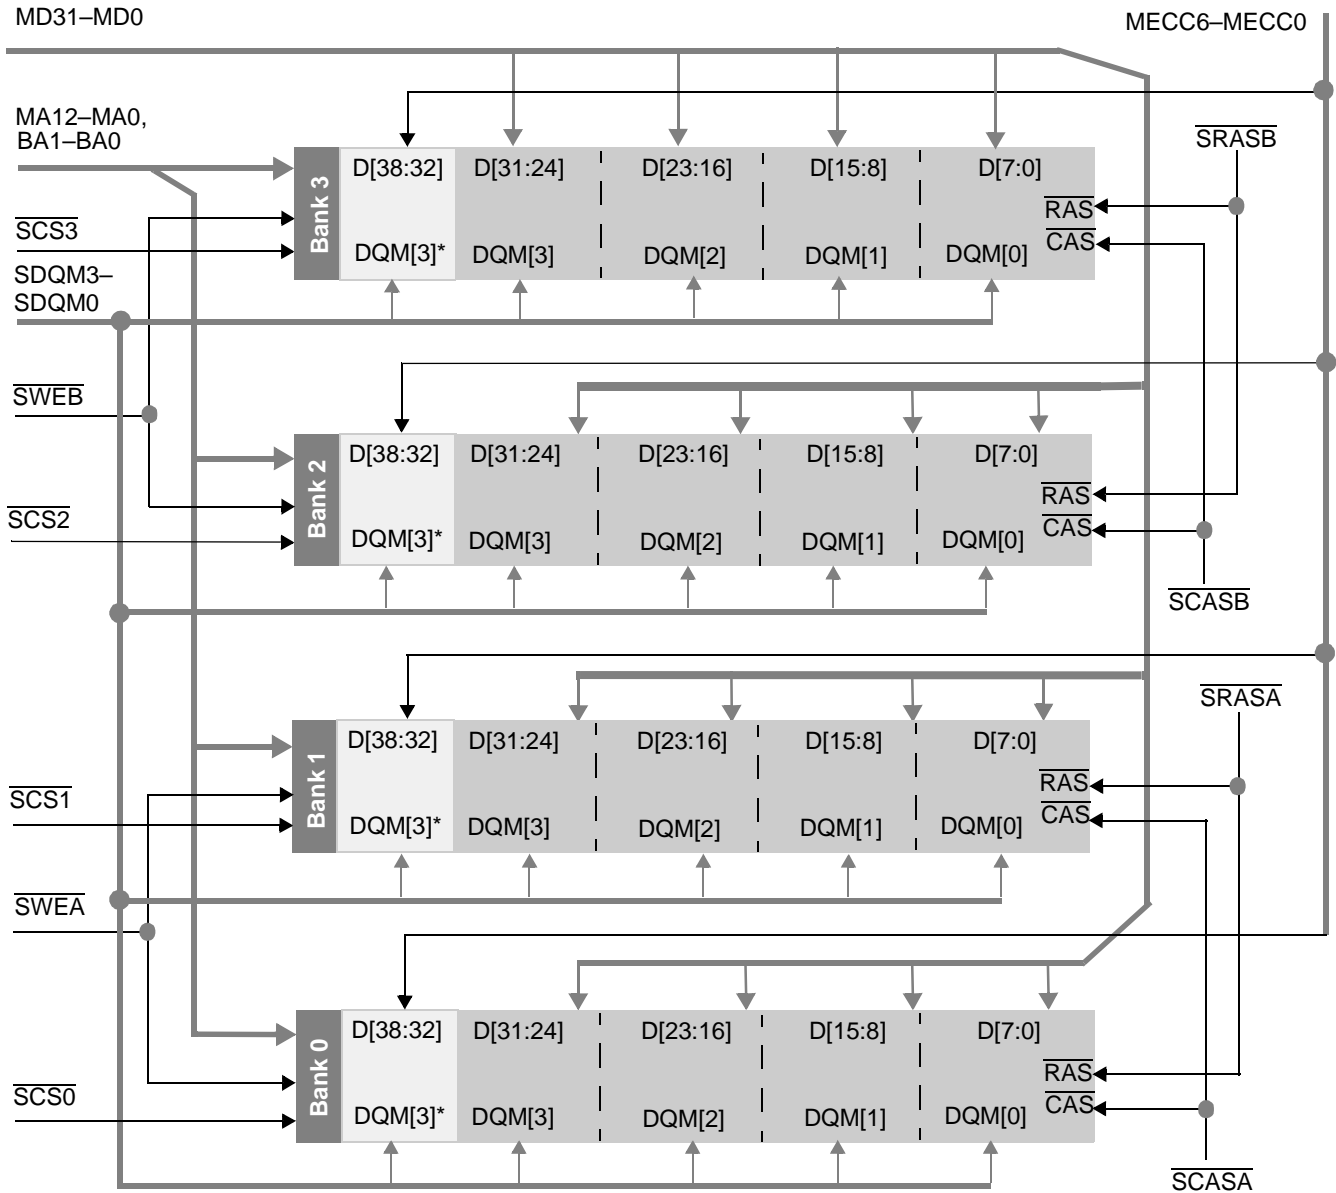 MD31–MD0
MECC6–MECC0
MA12–MA0,
BA1–BA0
SRASB
Bank 3
D[38:32] D[31:24] D[23:16] D[15:8] D[7:0]
RAS
SCS3
CAS
DQM[3]* DQM[3] DQM[2] DQM[1] DQM[0]
SDQM3–
SDQM0
SWEB
Bank 2
D[38:32] D[31:24] D[23:16] D[15:8] D[7:0]
RAS
SCS2
CAS
DQM[3]* DQM[3] DQM[2] DQM[1] DQM[0]
SCASB
SRASA
Bank 1
D[38:32] D[31:24] D[23:16] D[15:8] D[7:0]
RAS
SCS1
CAS
DQM[3]* DQM[3] DQM[2] DQM[1] DQM[0]
SWEA
Bank 0
D[38:32] D[31:24] D[23:16] D[15:8] D[7:0]
RAS
SCS0
CAS
DQM[3]* DQM[3] DQM[2] DQM[1] DQM[0]
SCASA